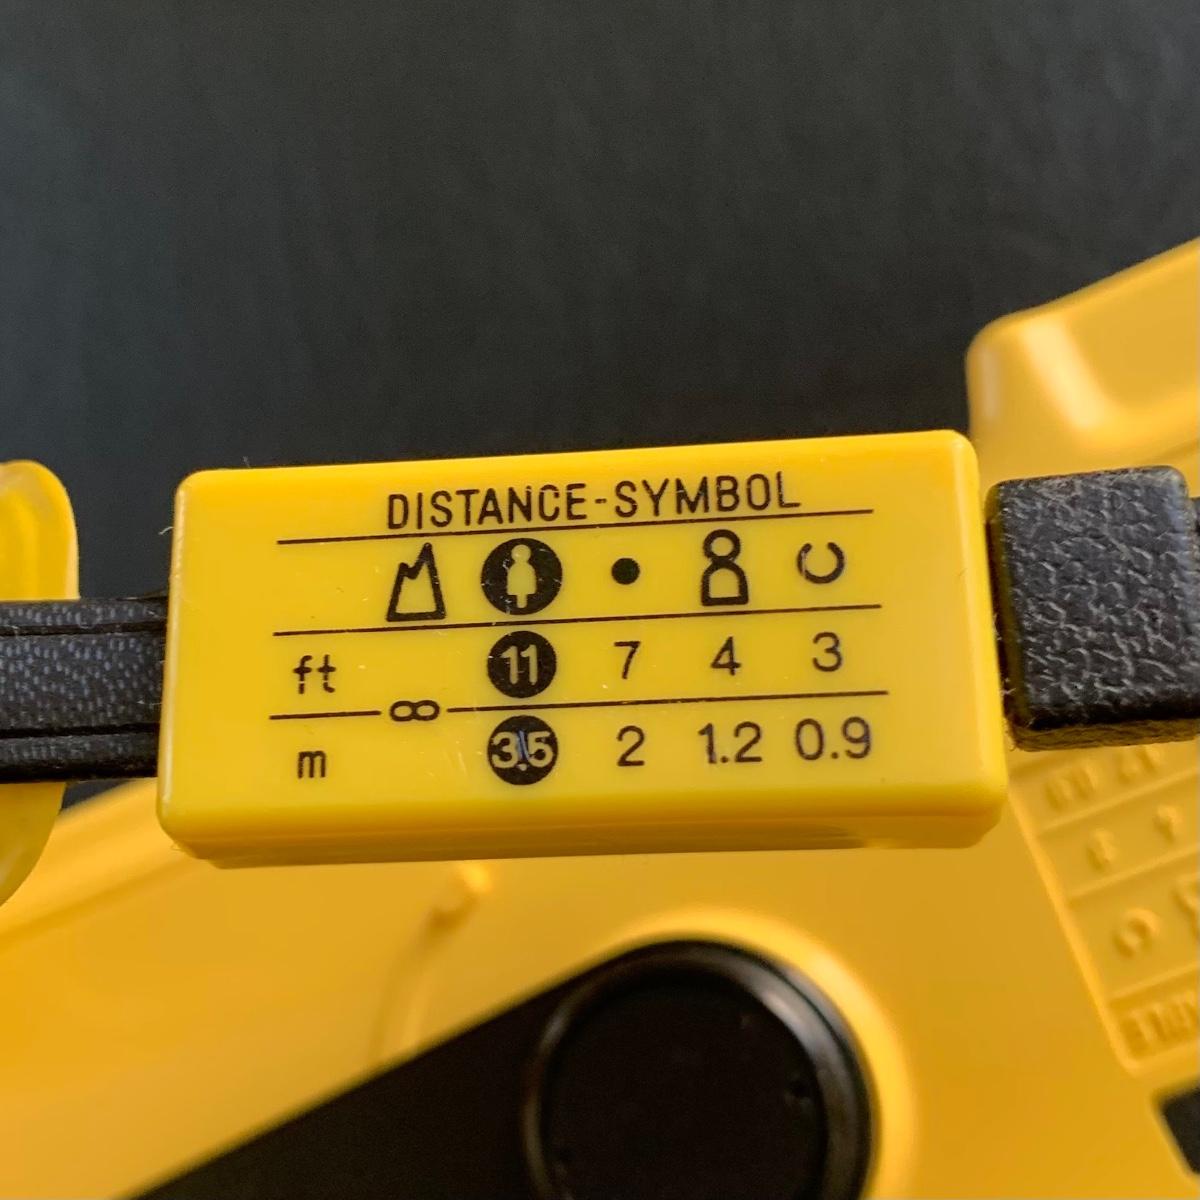 DISTANCE-SYMBOL
ft 11 7 4 3
∞
m 3.5 2 1.2 0.9